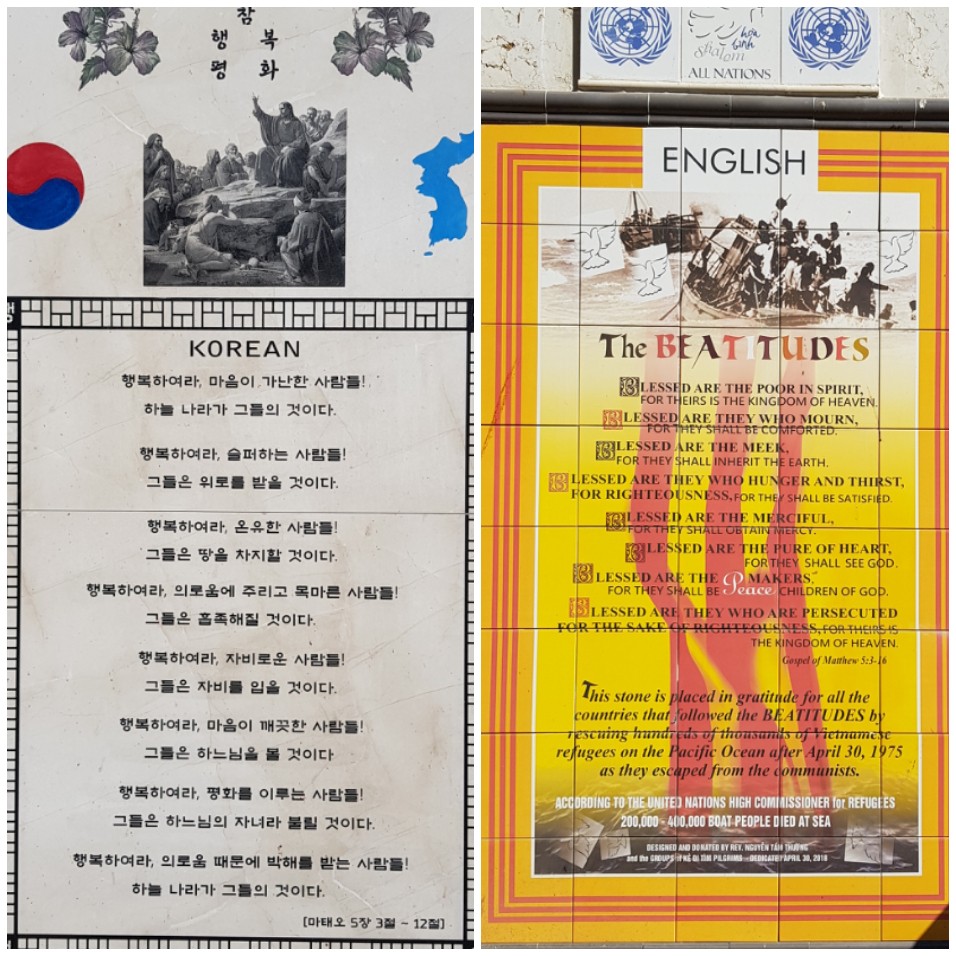 참
행 복
평 화
KOREAN
행복하여라, 마음이 가난한 사람들!
하늘 나라가 그들의 것이다.
행복하여라, 슬퍼하는 사람들!
그들은 위로를 받을 것이다.
행복하여라, 온유한 사람들!
그들은 땅을 차지할 것이다.
행복하여라, 의로움에 주리고 목마른 사람들!
그들은 흡족해질 것이다.
행복하여라, 자비로운 사람들!
그들은 자비를 입을 것이다.
행복하여라, 마음이 깨끗한 사람들!
그들은 하느님을 볼 것이다
행복하여라, 평화를 이루는 사람들!
그들은 하느님의 자녀라 불릴 것이다.
행복하여라, 의로움 때문에 박해를 받는 사람들!
하늘 나라가 그들의 것이다.
[마태오 5장 3절 ~ 12절]
hòa
bình
shalom
ALL NATIONS
ENGLISH
The BEATITUDES
BLESSED ARE THE POOR IN SPIRIT,
FOR THEIRS IS THE KINGDOM OF HEAVEN.
BLESSED ARE THEY WHO MOURN,
FOR THEY SHALL BE COMFORTED.
BLESSED ARE THE MEEK,
FOR THEY SHALL INHERIT THE EARTH.
BLESSED ARE THEY WHO HUNGER AND THIRST,
FOR RIGHTEOUSNESS, FOR THEY SHALL BE SATISFIED.
BLESSED ARE THE MERCIFUL,
FOR THEY SHALL OBTAIN MERCY.
BLESSED ARE THE PURE OF HEART,
FOR THEY SHALL SEE GOD.
BLESSED ARE THE Peace MAKERS.
FOR THEY SHALL BE CHILDREN OF GOD.
BLESSED ARE THEY WHO ARE PERSECUTED
FOR THE SAKE OF RIGHTEOUSNESS, FOR THEIRS IS
THE KINGDOM OF HEAVEN.
Gospel of Matthew 5:3-16
This stone is placed in gratitude for all the
countries that followed the BEATITUDES by
rescuing hundreds of thousands of Vietnamese
refugees on the Pacific Ocean after April 30, 1975
as they escaped from the communists.
ACCORDING TO THE UNITED NATIONS HIGH COMMISSIONER for REFUGEES
200,000 - 400,000 BOAT PEOPLE DIED AT SEA
DESIGNED AND DONATED BY REV. NGUYỄN TẦM THƯỜNG
and the GROUPS of KẺ ĐI TÌM PILGRIMS - DEDICATED APRIL 30, 2018